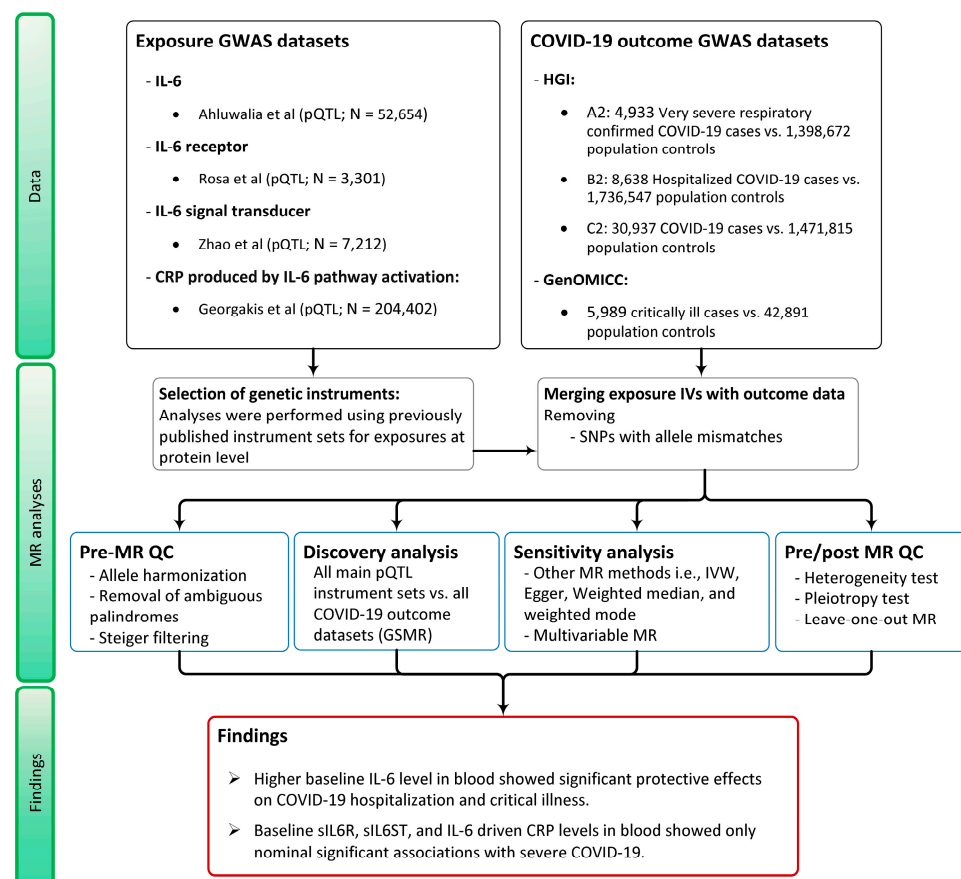 Data
Exposure GWAS datasets
- IL-6
• Ahluwalia et al (pQTL; N = 52,654)
- IL-6 receptor
• Rosa et al (pQTL; N = 3,301)
- IL-6 signal transducer
• Zhao et al (pQTL; N = 7,212)
- CRP produced by IL-6 pathway activation:
• Georgakis et al (pQTL; N = 204,402)
COVID-19 outcome GWAS datasets
- HGI:
• A2: 4,933 Very severe respiratory
confirmed COVID-19 cases vs. 1,398,672
population controls
• B2: 8,638 Hospitalized COVID-19 cases vs.
1,736,547 population controls
• C2: 30,937 COVID-19 cases vs. 1,471,815
population controls
- GenOMICC:
• 5,989 critically ill cases vs. 42,891
population controls
MR analyses
Selection of genetic instruments:
Analyses were performed using previously
published instrument sets for exposures at
protein level
Merging exposure IVs with outcome data
Removing
- SNPs with allele mismatches
Pre-MR QC
- Allele harmonization
- Removal of ambiguous
palindromes
- Steiger filtering
Discovery analysis
All main pQTL
instrument sets vs. all
COVID-19 outcome
datasets (GSMR)
Sensitivity analysis
- Other MR methods i.e., IVW,
Egger, Weighted median, and
weighted mode
- Multivariable MR
Pre/post MR QC
- Heterogeneity test
- Pleiotropy test
- Leave-one-out MR
Findings
Findings
➢ Higher baseline IL-6 level in blood showed significant protective effects
on COVID-19 hospitalization and critical illness.
➢ Baseline sIL6R, sIL6ST, and IL-6 driven CRP levels in blood showed only
nominal significant associations with severe COVID-19.